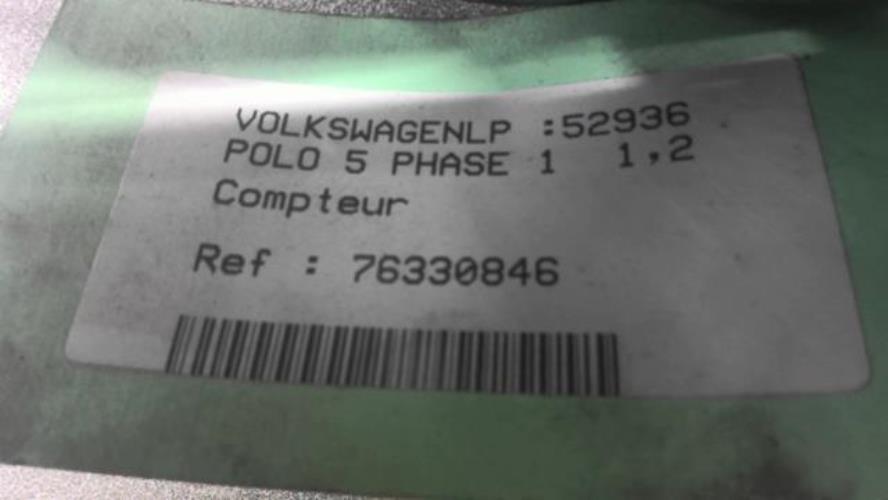 VOLKSWAGENLP :52936
POLO 5 PHASE 1 1,2
Compteur
Ref : 76330846